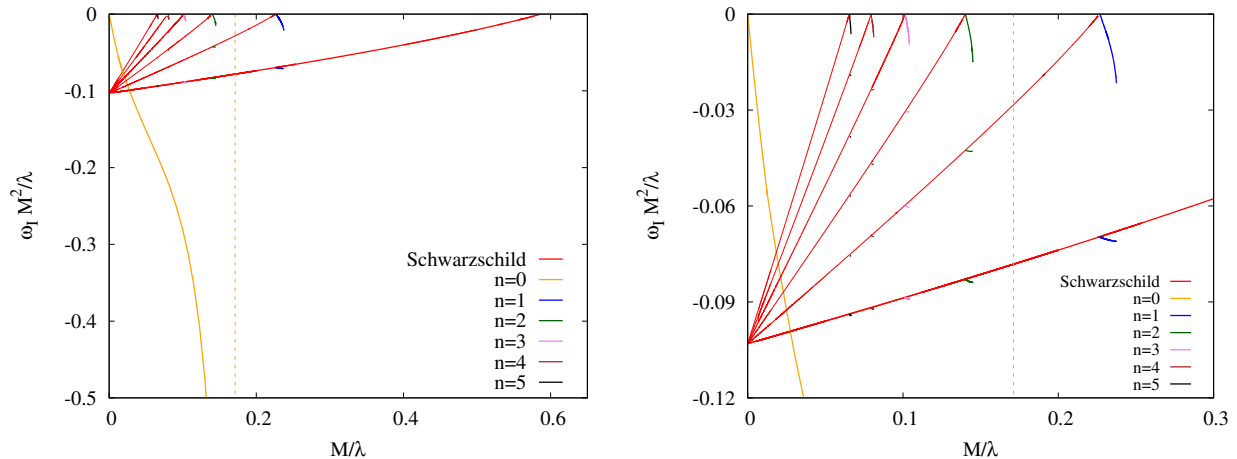 0
-0.1
-0.2
-0.3
-0.4
-0.5
0
0.2
0.4
0.6
ω_I M^2/λ
M/λ
Schwarzschild
n=0
n=1
n=2
n=3
n=4
n=5
0
-0.03
-0.06
-0.09
-0.12
0
0.1
0.2
0.3
ω_I M^2/λ
M/λ
Schwarzschild
n=0
n=1
n=2
n=3
n=4
n=5